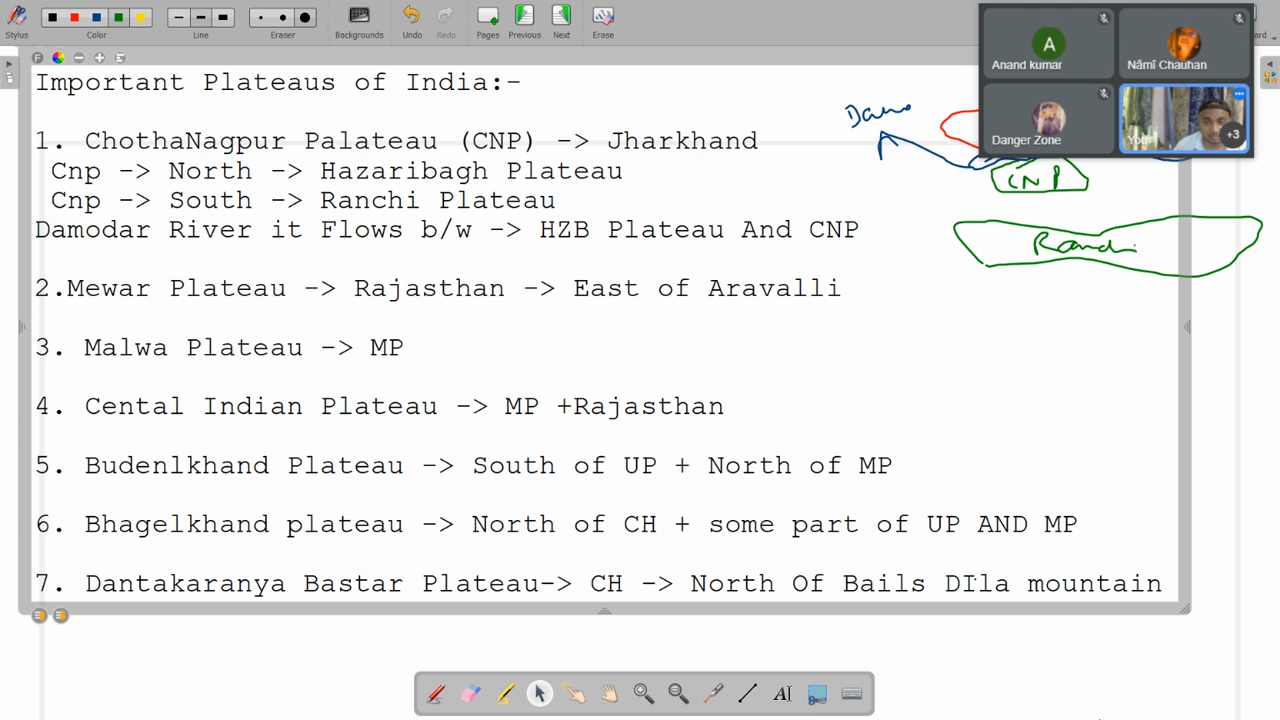 Stylus
Color
Line
Eraser
Backgrounds
Undo
Redo
Pages
Previous
Next
Erase
Anand kumar
Nâmî Chauhan
Danger Zone
+3
A
F
Important Plateaus of India:-
1. ChothaNagpur Palateau (CNP) -> Jharkhand
Cnp -> North -> Hazaribagh Plateau
CNP
Cnp -> South -> Ranchi Plateau
Damodar River it Flows b/w -> HZB Plateau And CNP
Ranchi
2.Mewar Plateau -> Rajasthan -> East of Aravalli
3. Malwa Plateau -> MP
4. Cental Indian Plateau -> MP +Rajasthan
5. Budenlkhand Plateau -> South of UP + North of MP
6. Bhagelkhand plateau -> North of CH + some part of UP AND MP
7. Dantakaranya Bastar Plateau-> CH -> North Of Bails DIla mountain